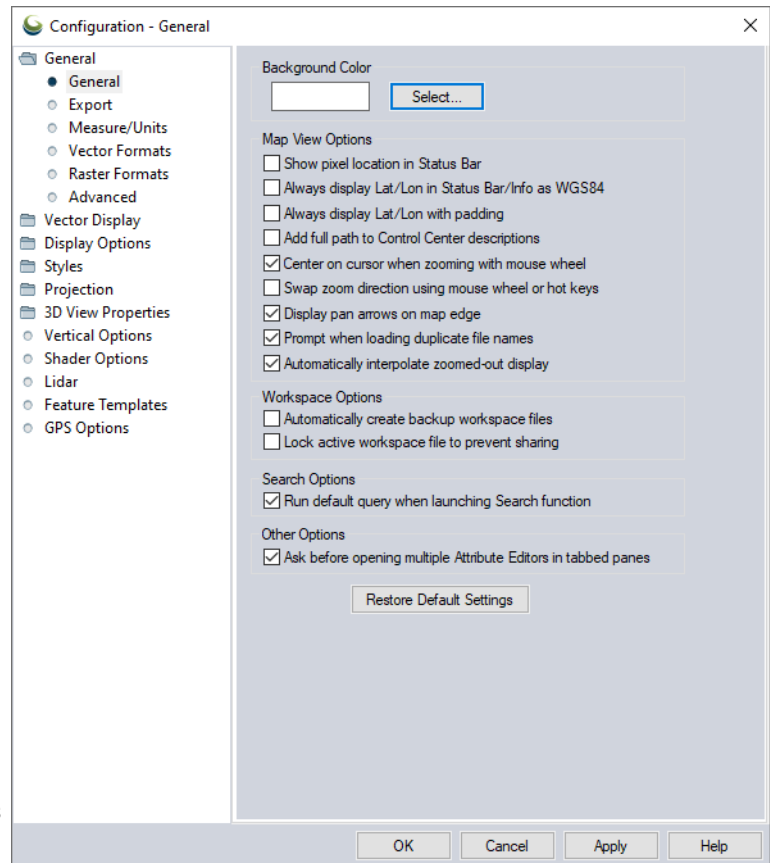 Configuration - General
General
General
Export
Measure/Units
Vector Formats
Raster Formats
Advanced
Vector Display
Display Options
Styles
Projection
3D View Properties
Vertical Options
Shader Options
Lidar
Feature Templates
GPS Options
Background Color
Select...
Map View Options
Show pixel location in Status Bar
Always display Lat/Lon in Status Bar/Info as WGS84
Always display Lat/Lon with padding
Add full path to Control Center descriptions
Center on cursor when zooming with mouse wheel
Swap zoom direction using mouse wheel or hot keys
Display pan arrows on map edge
Prompt when loading duplicate file names
Automatically interpolate zoomed-out display
Workspace Options
Automatically create backup workspace files
Lock active workspace file to prevent sharing
Search Options
Run default query when launching Search function
Other Options
Ask before opening multiple Attribute Editors in tabbed panes
Restore Default Settings
OK Cancel Apply Help